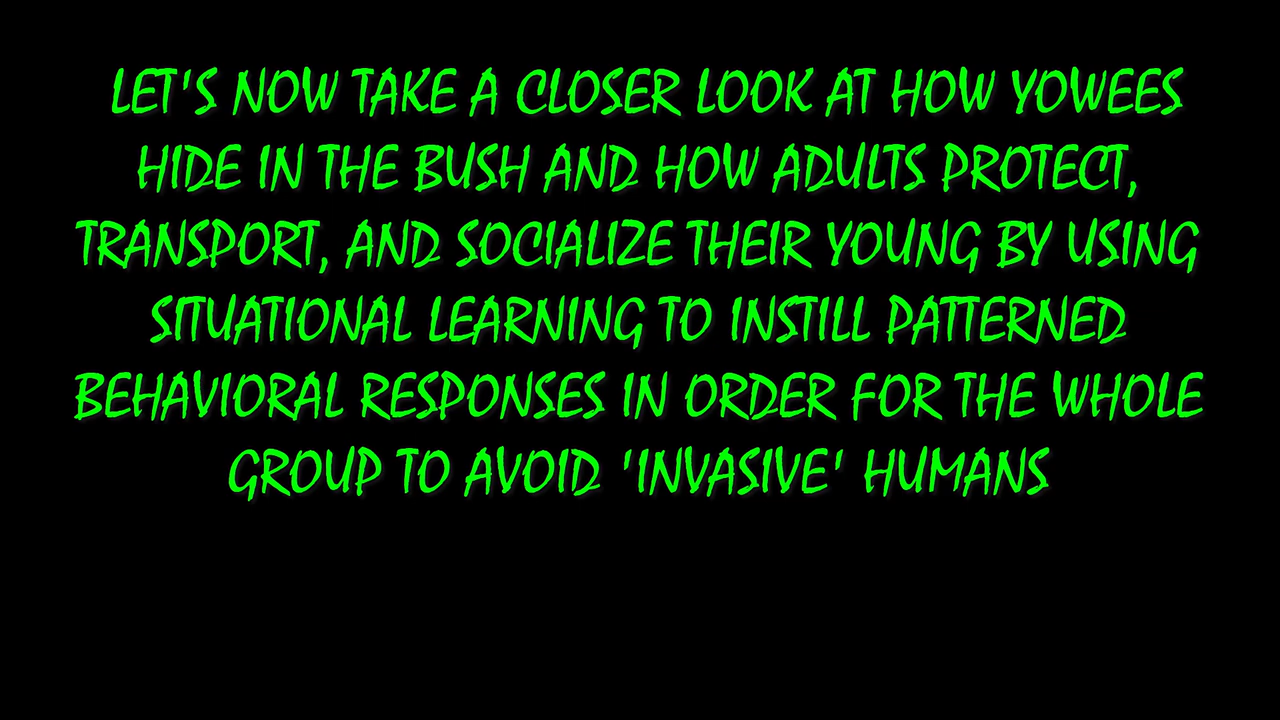 LET'S NOW TAKE A CLOSER LOOK AT HOW YOWEES
HIDE IN THE BUSH AND HOW ADULTS PROTECT,
TRANSPORT, AND SOCIALIZE THEIR YOUNG BY USING
SITUATIONAL LEARNING TO INSTILL PATTERNED
BEHAVIORAL RESPONSES IN ORDER FOR THE WHOLE
GROUP TO AVOID 'INVASIVE' HUMANS